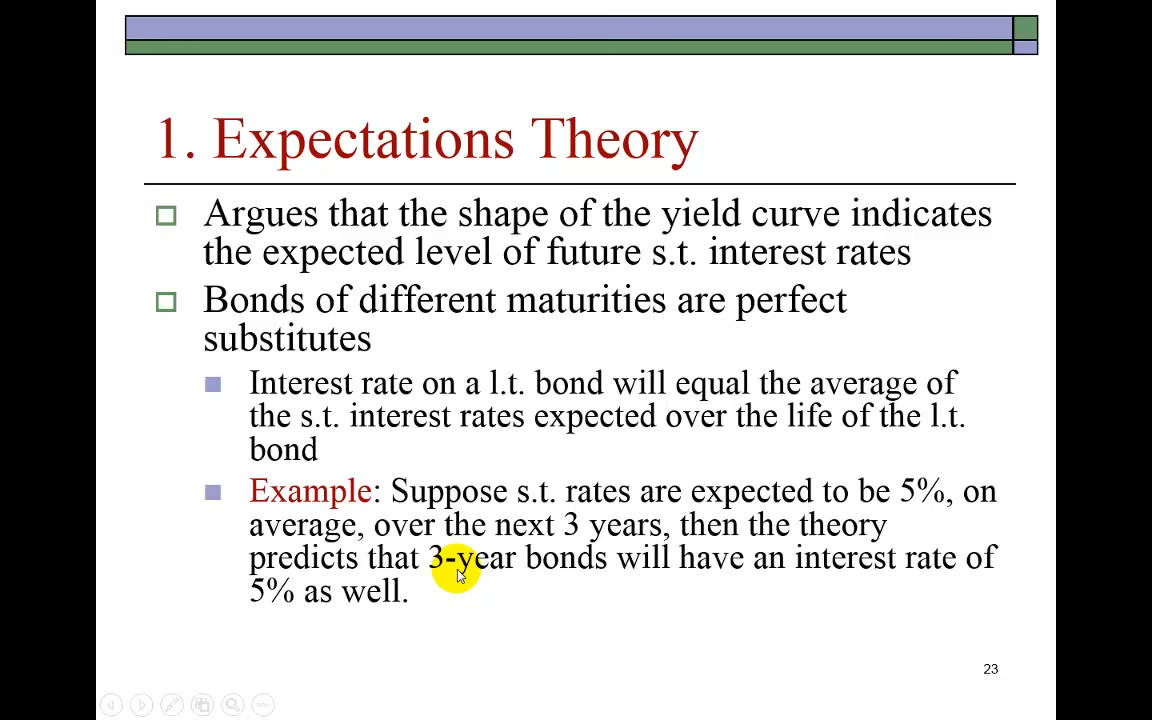 1. Expectations Theory
Argues that the shape of the yield curve indicates
the expected level of future s.t. interest rates
Bonds of different maturities are perfect
substitutes
Interest rate on a l.t. bond will equal the average of
the s.t. interest rates expected over the life of the l.t.
bond
Example: Suppose s.t. rates are expected to be 5%, on
average, over the next 3 years, then the theory
predicts that 3-year bonds will have an interest rate of
5% as well.
23